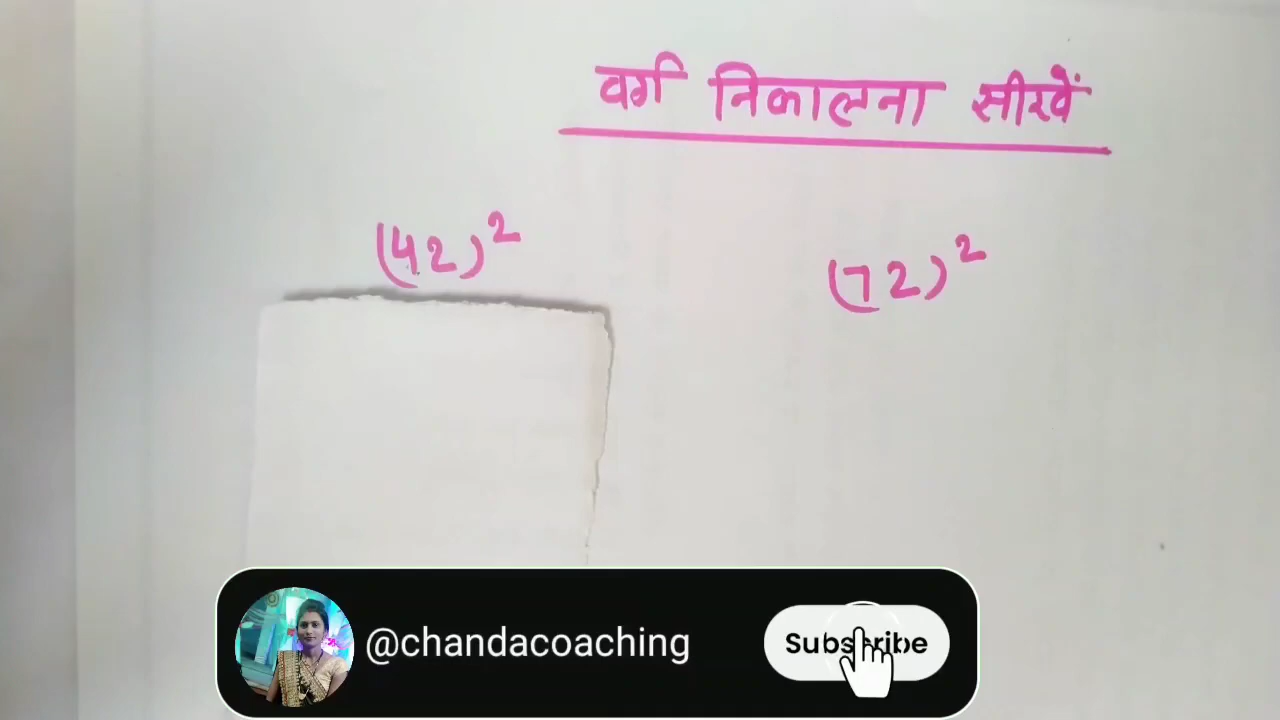 वर्ग निकालना सीखें
(42)² (72)²
@chandacoaching Subscribe